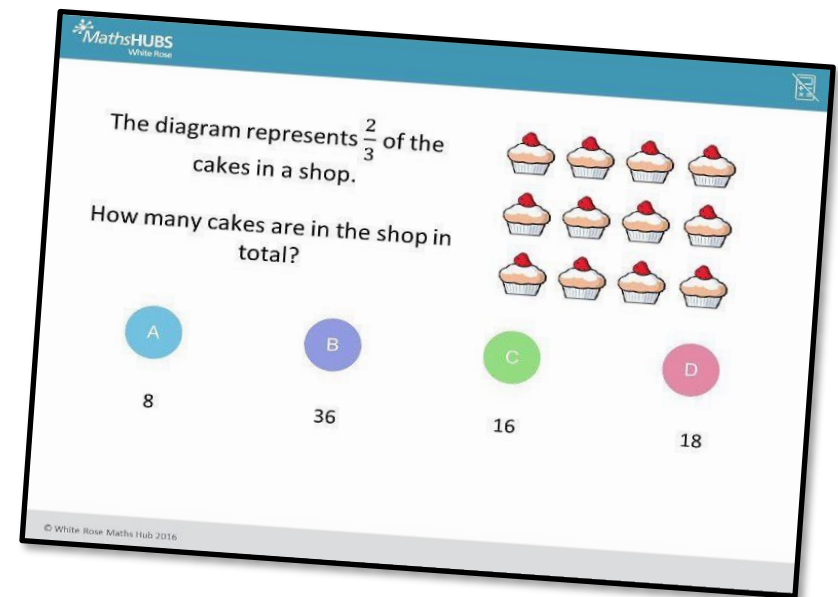 MathsHUBS
White Rose
The diagram represents 2/3 of the
cakes in a shop.
How many cakes are in the shop in
total?
A
B
C
D
8
36
16
18
© White Rose Maths Hub 2016